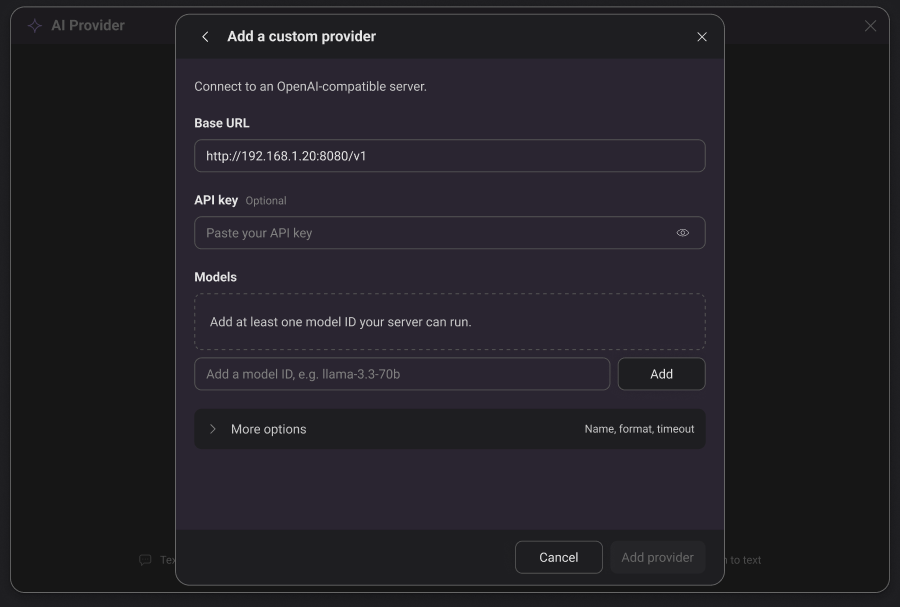 AI Provider
Add a custom provider
Connect to an OpenAI-compatible server.
Base URL
http://192.168.1.20:8080/v1
API key Optional
Paste your API key
Models
Add at least one model ID your server can run.
Add a model ID, e.g. llama-3.3-70b
Add
More options
Name, format, timeout
Cancel
Add provider
to text